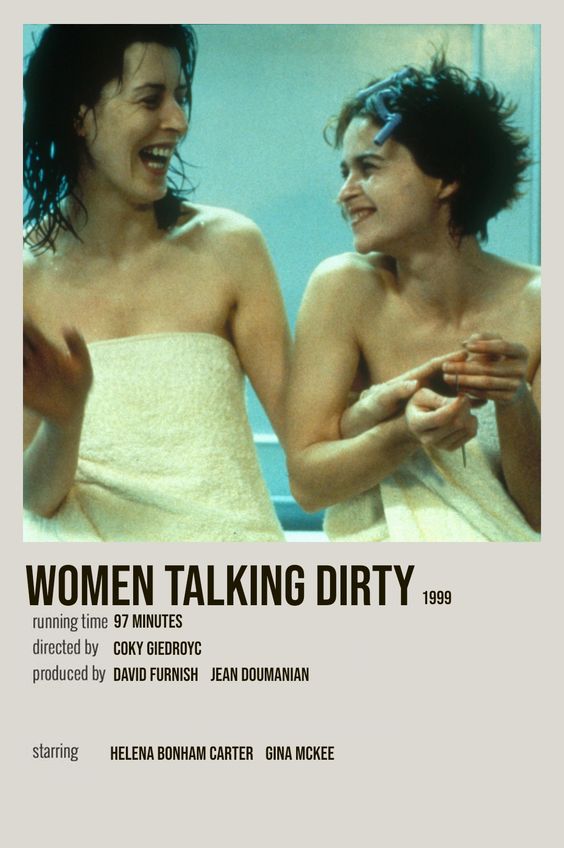 WOMEN TALKING DIRTY 1999
running time 97 MINUTES
directed by COKY GIEDROYC
produced by DAVID FURNISH JEAN DOUMANIAN
starring HELENA BONHAM CARTER GINA MCKEE